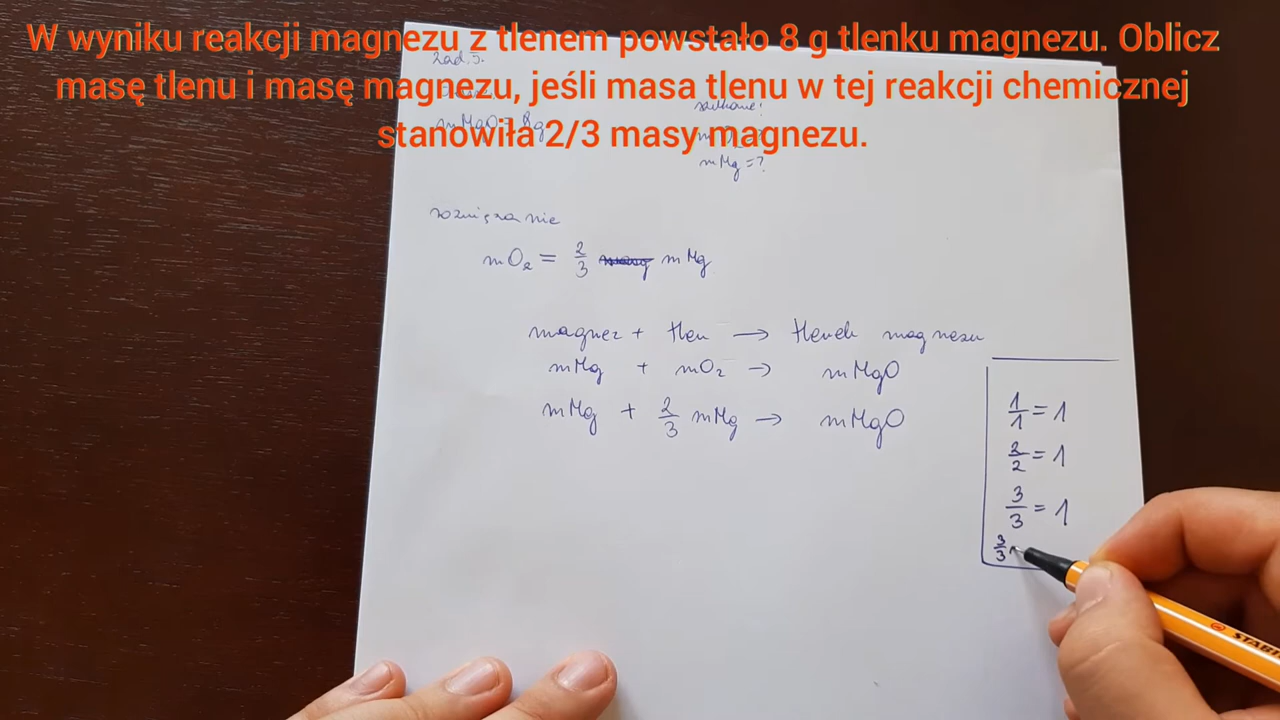 W wyniku reakcji magnezu z tlenem powstało 8 g tlenku magnezu. Oblicz
masę tlenu i masę magnezu, jeśli masa tlenu w tej reakcji chemicznej
stanowiła 2/3 masy magnezu.
Zad.5.
szukane:
mMgO = 8g
mMg = ?
rozwiązanie
mO₂ = 2/3 mMg
magnez + tlen → tlenek magnezu
mMg + mO₂ → mMgO
mMg + 2/3 mMg → mMgO
1/1 = 1
2/2 = 1
3/3 = 1
3/3